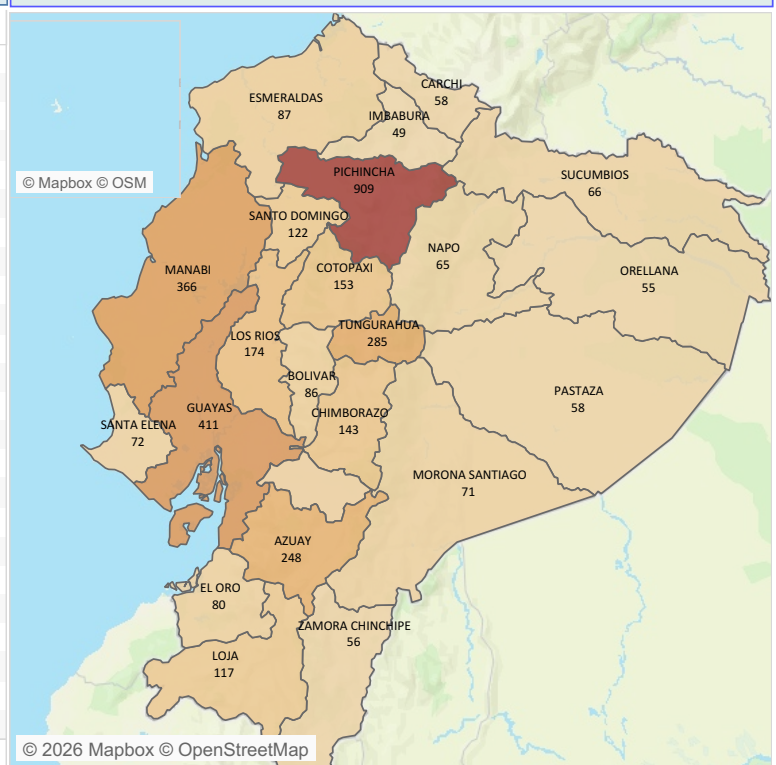 CARCHI
58
ESMERALDAS
87
IMBABURA
49
© Mapbox © OSM
PICHINCHA
909
SUCUMBIOS
66
SANTO DOMINGO
122
NAPO
65
MANABI
366
COTOPAXI
153
ORELLANA
55
TUNGURAHUA
285
LOS RIOS
174
BOLIVAR
86
PASTAZA
58
GUAYAS
411
CHIMBORAZO
143
SANTA ELENA
72
MORONA SANTIAGO
71
AZUAY
248
EL ORO
80
ZAMORA CHINCHIPE
56
LOJA
117
© 2026 Mapbox © OpenStreetMap